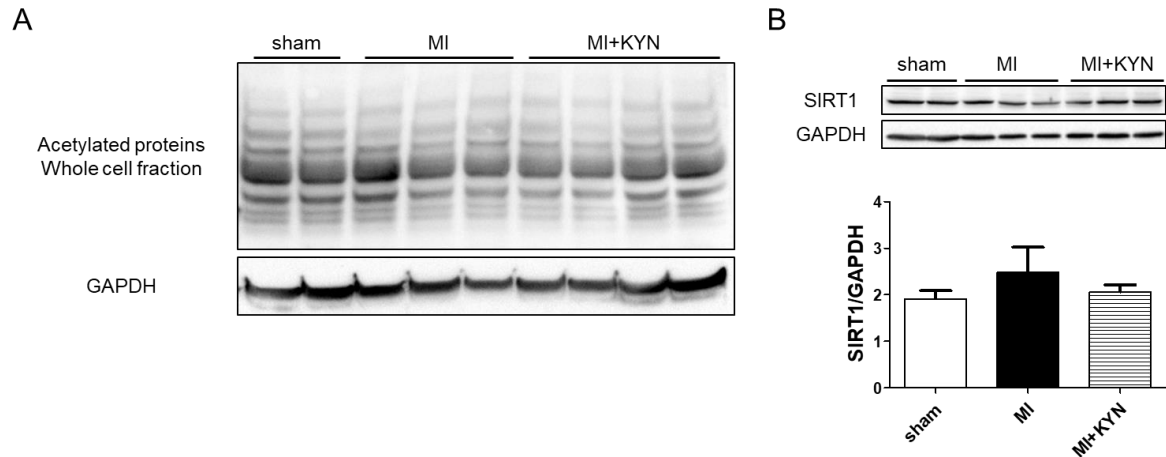 A
sham MI MI+KYN
Acetylated proteins
Whole cell fraction
GAPDH
B
sham MI MI+KYN
SIRT1
GAPDH
SIRT1/GAPDH
4
3
2
1
0
sham MI MI+KYN